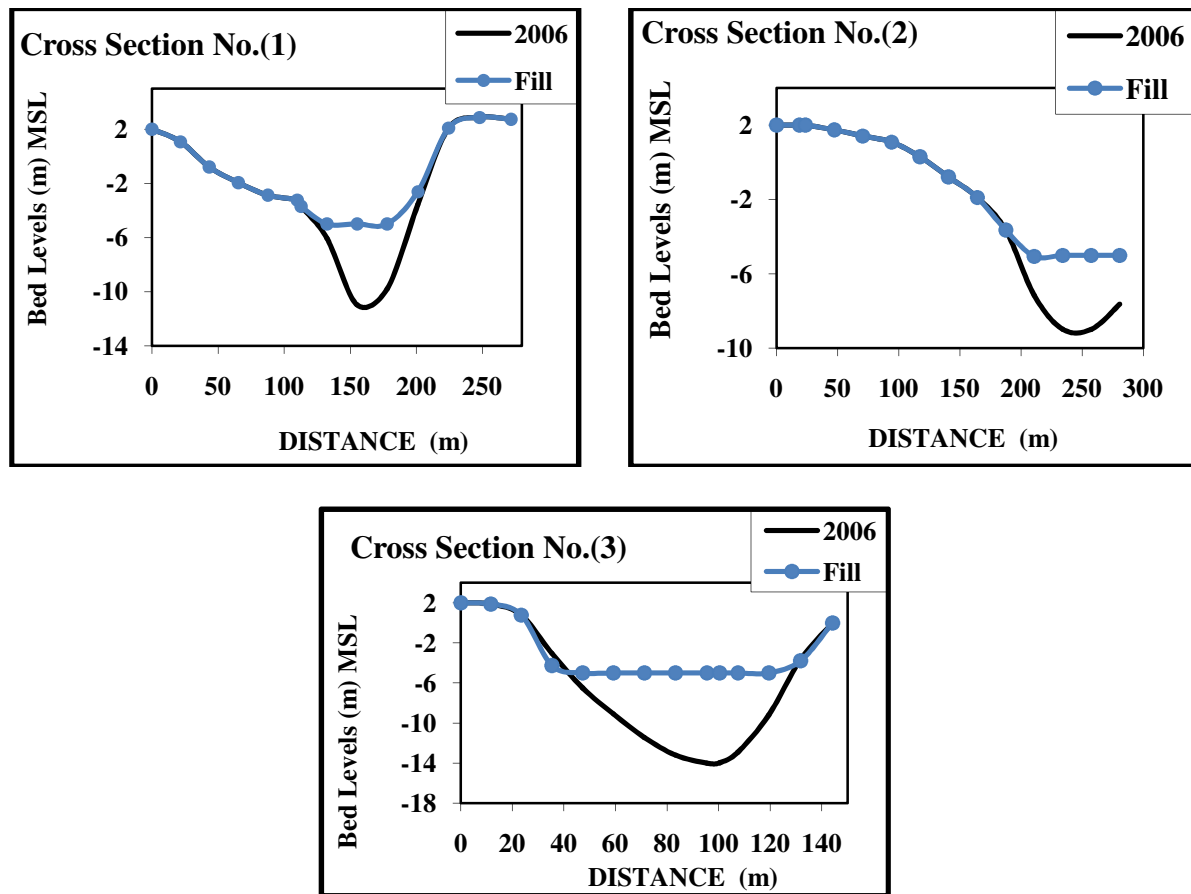 Cross Section No.(1)
2006
Fill
Bed Levels (m) MSL
2
-2
-6
-10
-14
0 50 100 150 200 250
DISTANCE (m)
Cross Section No.(2)
2006
Fill
Bed Levels (m) MSL
2
-2
-6
-10
0 50 100 150 200 250 300
DISTANCE (m)
Cross Section No.(3)
2006
Fill
Bed Levels (m) MSL
2
-2
-6
-10
-14
-18
0 20 40 60 80 100 120 140
DISTANCE (m)